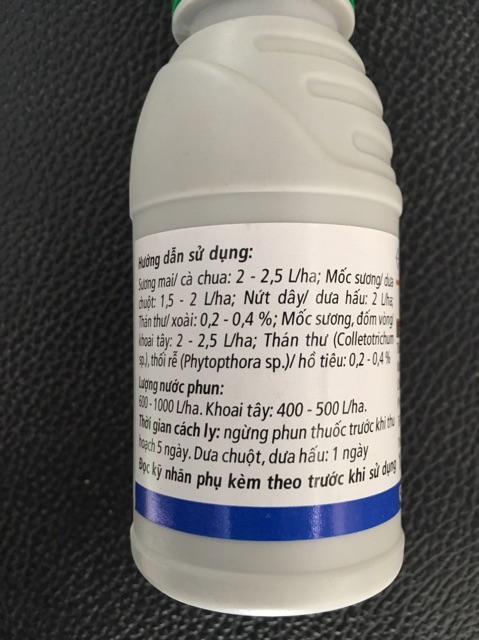 Hướng dẫn sử dụng:
Sương mai/ cà chua: 2 - 2,5 L/ha; Mốc sương/ dưa
chuột: 1,5 - 2 L/ha; Nứt dây/ dưa hấu: 2 L/ha;
Thán thư/ xoài: 0,2 - 0,4 %; Mốc sương, đốm vòng/
khoai tây: 2 - 2,5 L/ha; Thán thư (Colletotrichum
sp.), thối rễ (Phytopthora sp.)/ hồ tiêu: 0,2 - 0,4 %
Lượng nước phun:
600 - 1000 L/ha. Khoai tây: 400 - 500 L/ha.
Thời gian cách ly: ngừng phun thuốc trước khi thu
hoạch 5 ngày. Dưa chuột, dưa hấu: 1 ngày
Đọc kỹ nhãn phụ kèm theo trước khi sử dụng